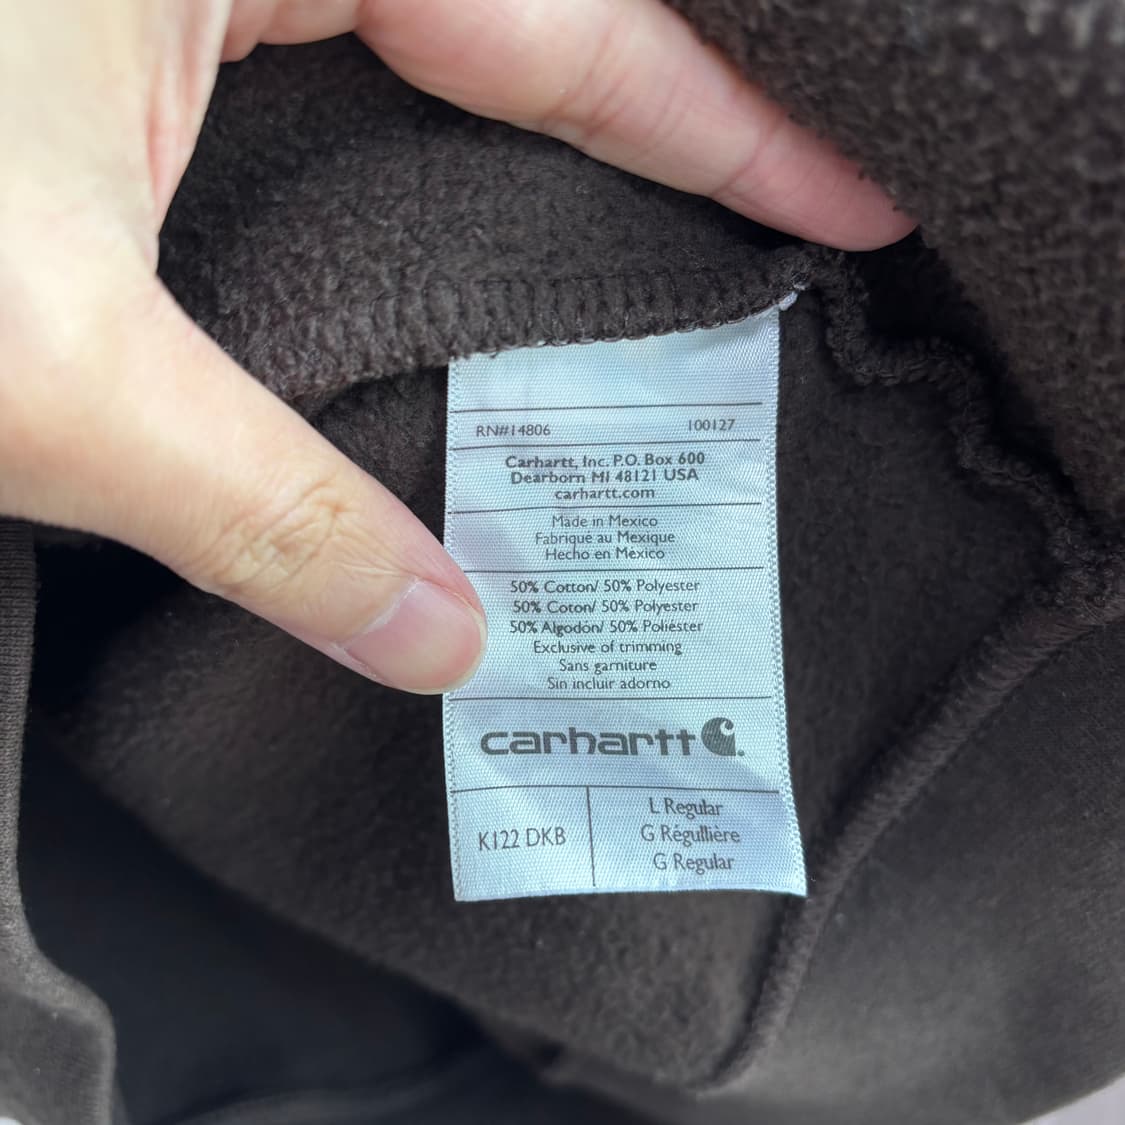 RN#14806 100127
Carhartt, Inc. P.O. Box 600
Dearborn MI 48121 USA
carhartt.com
Made in Mexico
Fabriqué au Mexique
Hecho en México
50% Cotton/ 50% Polyester
50% Coton/ 50% Polyester
50% Algodón/ 50% Poliester
Exclusive of trimming
Sans garniture
Sin incluir adorno
carhartt
K122 DKB
L Regular
G Régullière
G Regular